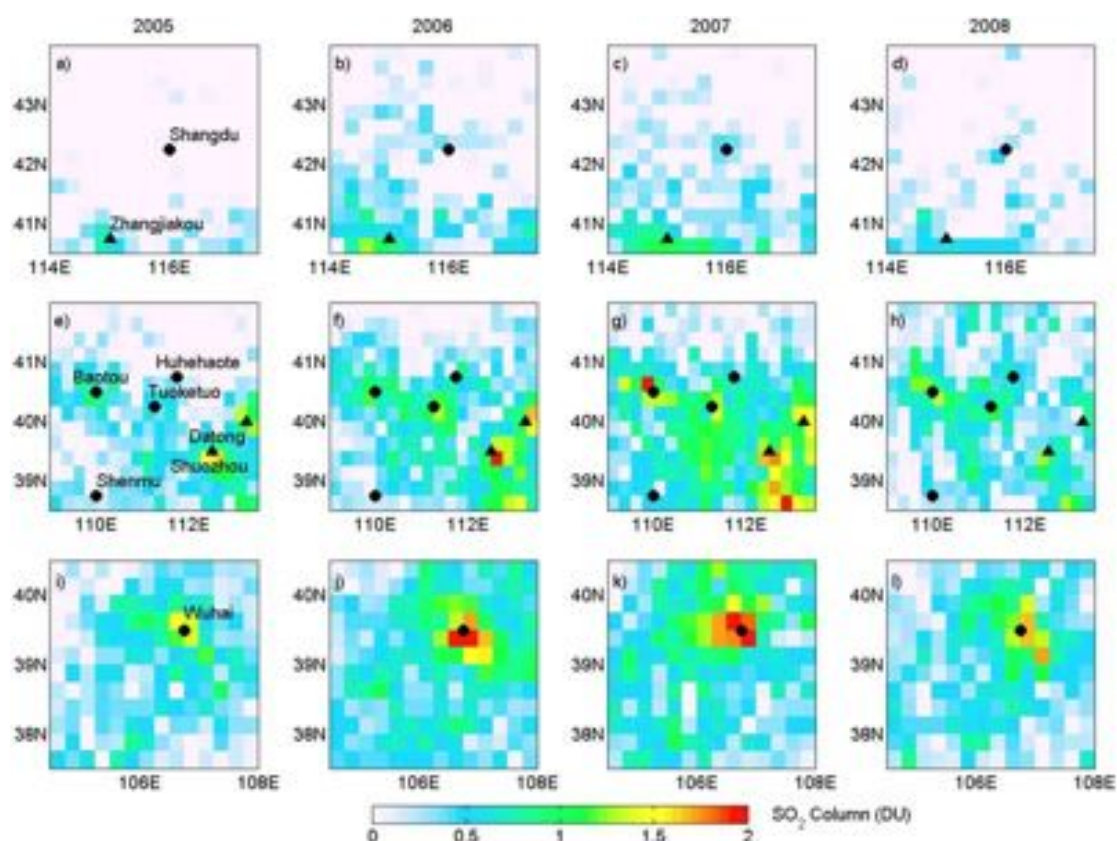 2005 2006 2007 2008
a) b) c) d)
43N 43N 43N 43N
Shangdu
42N 42N 42N 42N
Zhangjiakou
41N 41N 41N 41N
114E 116E 114E 116E 114E 116E 114E 116E
e) f) g) h)
41N 41N 41N 41N
Huhehaote
Baotou
Tuoketuo
40N 40N 40N 40N
Datong
Shuozhou
Shenmu
39N 39N 39N 39N
110E 112E 110E 112E 110E 112E 110E 112E
i) j) k) l)
40N 40N 40N 40N
Wuhai
39N 39N 39N 39N
38N 38N 38N 38N
106E 108E 106E 108E 106E 108E 106E 108E
SO2 Column (DU)
0 0.5 1 1.5 2